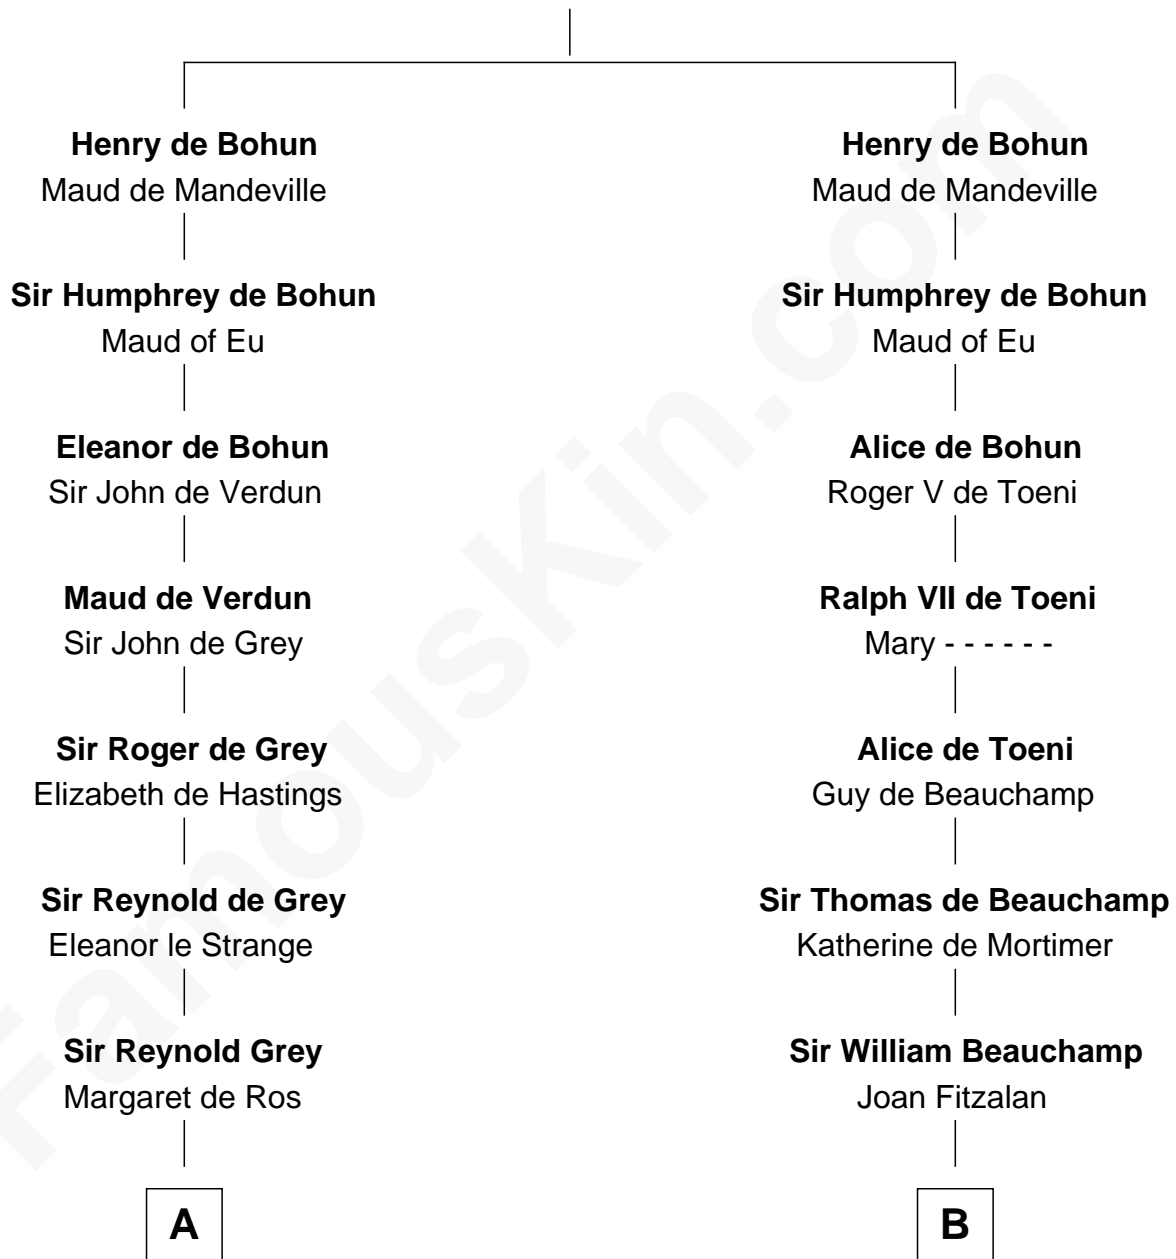 Henry de Bohun
Maud de Mandeville
Sir Humphrey de Bohun
Maud of Eu
Eleanor de Bohun
Sir John de Verdun
Maud de Verdun
Sir John de Grey
Sir Roger de Grey
Elizabeth de Hastings
Sir Reynold de Grey
Eleanor le Strange
Sir Reynold Grey
Margaret de Ros
A
Henry de Bohun
Maud de Mandeville
Sir Humphrey de Bohun
Maud of Eu
Alice de Bohun
Roger V de Toeni
Ralph VII de Toeni
Mary - - - - - -
Alice de Toeni
Guy de Beauchamp
Sir Thomas de Beauchamp
Katherine de Mortimer
Sir William Beauchamp
Joan Fitzalan
B
FamousKin.com